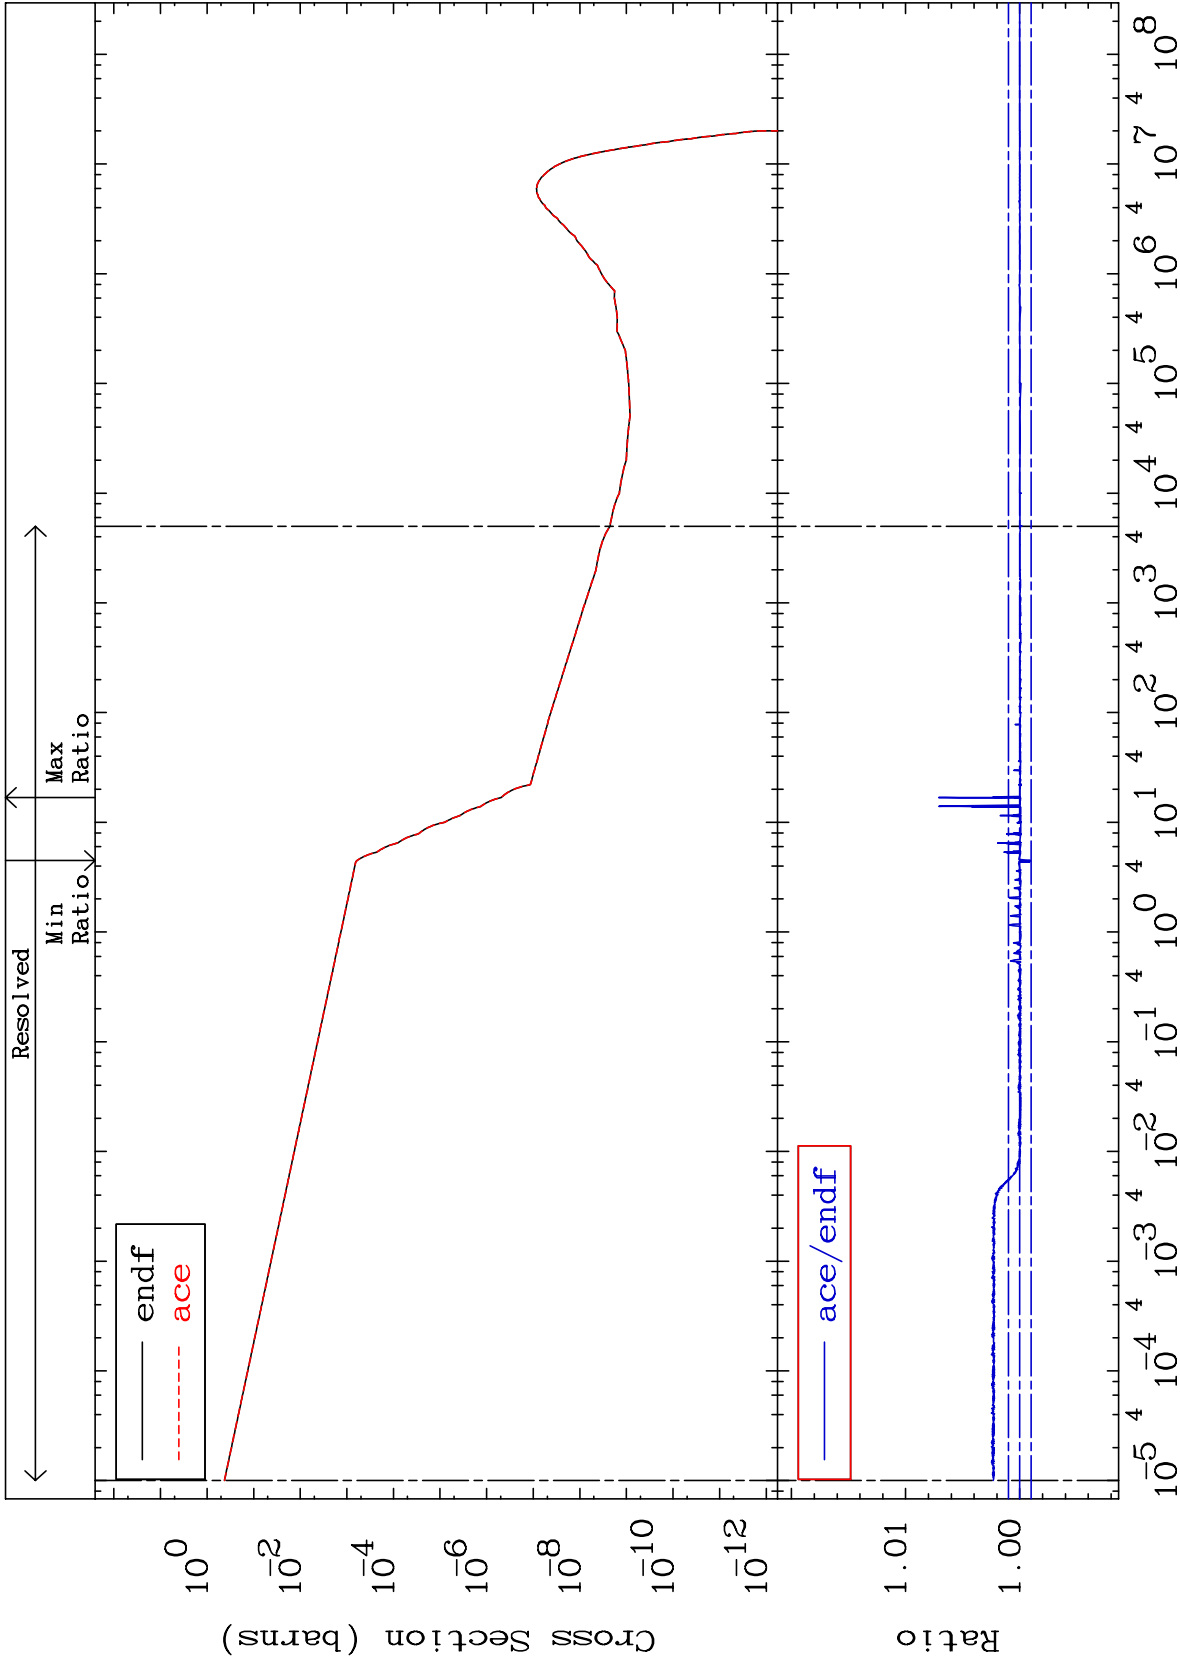 Resolved
Min
Ratio
Max
Ratio
endf
ace
Cross Section (barns)
10^0
10^-2
10^-4
10^-6
10^-8
10^-10
10^-12
ace/endf
Ratio
1.01
1.00
10^-5 4 10^-4 4 10^-3 4 10^-2 4 10^-1 4 10^0 4 10^1 4 10^2 4 10^3 4 10^4 4 10^5 4 10^6 4 10^7 4 10^8